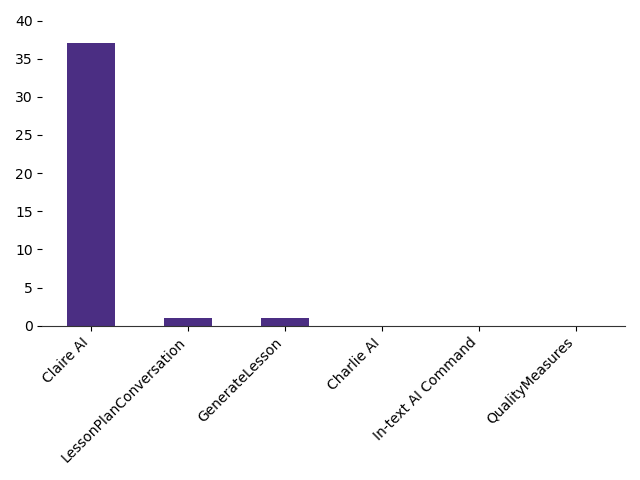 40
35
30
25
20
15
10
5
0
Claire AI
LessonPlanConversation
GenerateLesson
Charlie AI
In-text AI Command
QualityMeasures